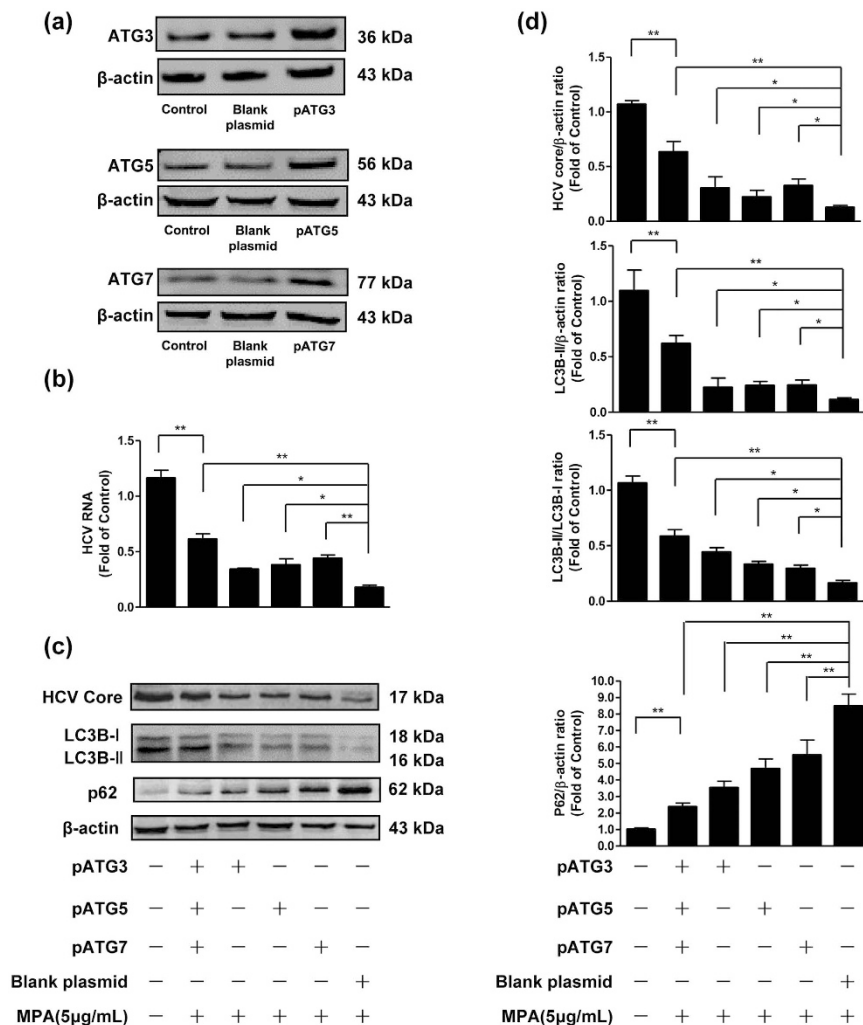 (a)
ATG3
36 kDa
β-actin
43 kDa
Control Blank plasmid pATG3
ATG5
56 kDa
β-actin
43 kDa
Control Blank plasmid pATG5
ATG7
77 kDa
β-actin
43 kDa
Control Blank plasmid pATG7
(b)
HCV RNA
(Fold of Control)
1.5
1.0
0.5
0.0
**
**
*
*
**
(c)
HCV Core
17 kDa
LC3B-I
18 kDa
LC3B-II
16 kDa
p62
62 kDa
β-actin
43 kDa
pATG3 − + + − − −
pATG5 − + − + − −
pATG7 − + − − + −
Blank plasmid − − − − − +
MPA(5μg/mL) − + + + + +
(d)
HCV core/β-actin ratio
(Fold of Control)
1.5
1.0
0.5
0.0
**
**
*
*
*
LC3B-II/β-actin ratio
(Fold of Control)
1.5
1.0
0.5
0.0
**
**
*
*
*
LC3B-II/LC3B-I ratio
(Fold of Control)
1.5
1.0
0.5
0.0
**
**
*
*
*
P62/β-actin ratio
(Fold of Control)
10.0
9.0
8.0
7.0
6.0
5.0
4.0
3.0
2.0
1.0
0.0
**
**
**
**
**
pATG3 − + + − − −
pATG5 − + − + − −
pATG7 − + − − + −
Blank plasmid − − − − − +
MPA(5μg/mL) − + + + + +